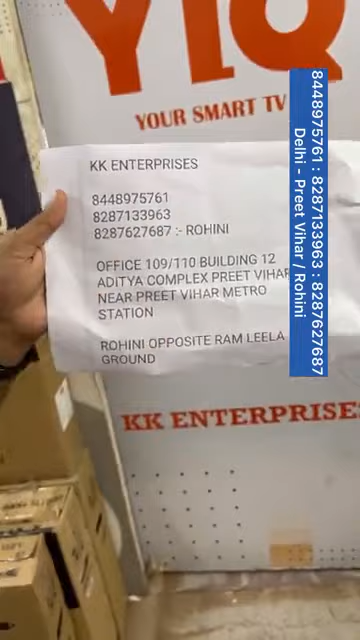 YIQ
YOUR SMART TV
KK ENTERPRISES
8448975761
8287133963
8287627687 :- ROHINI
OFFICE 109/110 BUILDING 12
ADITYA COMPLEX PREET VIHAR
NEAR PREET VIHAR METRO
STATION
ROHINI OPPOSITE RAM LEELA
GROUND
8448975761 : 8287133963 : 8287627687
Delhi - Preet Vihar / Rohini
KK ENTERPRISES